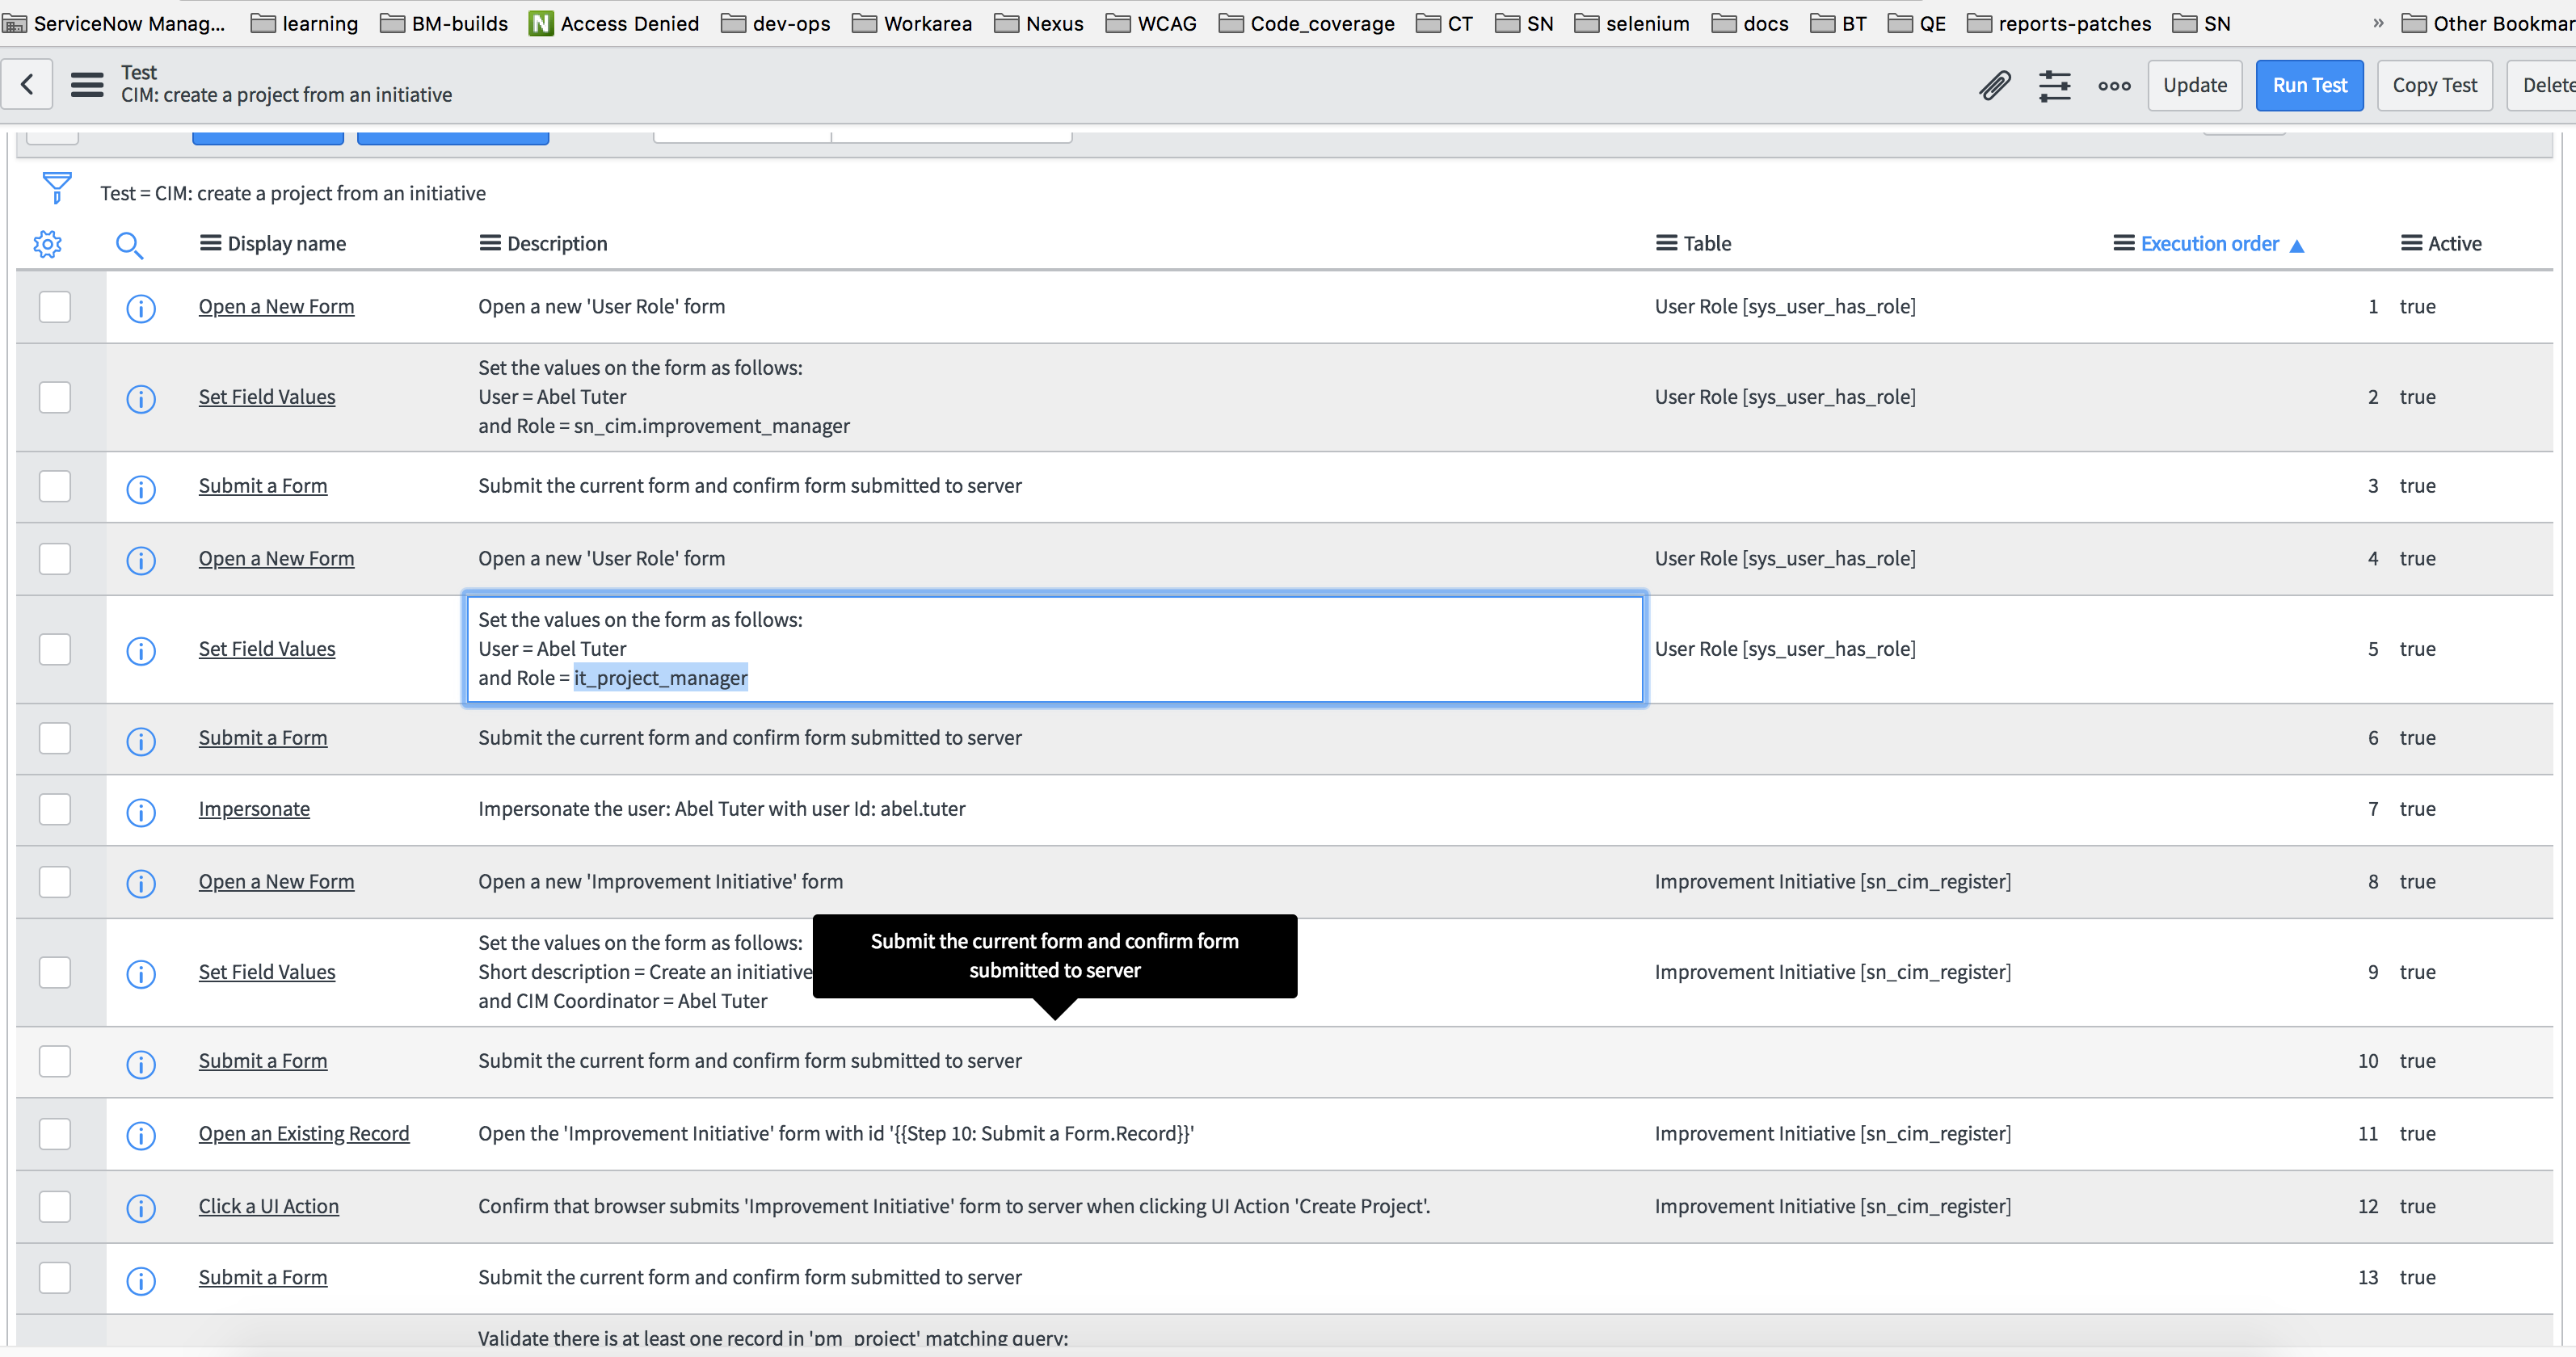 ServiceNow Manag... learning BM-builds N Access Denied dev-ops Workarea Nexus WCAG Code_coverage CT SN selenium docs BT QE reports-patches SN » Other Bookmar
Test
CIM: create a project from an initiative
Update Run Test Copy Test Delete
Test = CIM: create a project from an initiative
Display name Description Table Execution order ▲ Active
Open a New Form Open a new 'User Role' form User Role [sys_user_has_role] 1 true
Set the values on the form as follows:
Set Field Values User = Abel Tuter User Role [sys_user_has_role] 2 true
and Role = sn_cim.improvement_manager
Submit a Form Submit the current form and confirm form submitted to server 3 true
Open a New Form Open a new 'User Role' form User Role [sys_user_has_role] 4 true
Set the values on the form as follows:
Set Field Values User = Abel Tuter User Role [sys_user_has_role] 5 true
and Role = it_project_manager
Submit a Form Submit the current form and confirm form submitted to server 6 true
Impersonate Impersonate the user: Abel Tuter with user Id: abel.tuter 7 true
Open a New Form Open a new 'Improvement Initiative' form Improvement Initiative [sn_cim_register] 8 true
Set the values on the form as follows:
Set Field Values Short description = Create an initiative Improvement Initiative [sn_cim_register] 9 true
and CIM Coordinator = Abel Tuter
Submit the current form and confirm form
submitted to server
Submit a Form Submit the current form and confirm form submitted to server 10 true
Open an Existing Record Open the 'Improvement Initiative' form with id '{{Step 10: Submit a Form.Record}}' Improvement Initiative [sn_cim_register] 11 true
Click a UI Action Confirm that browser submits 'Improvement Initiative' form to server when clicking UI Action 'Create Project'. Improvement Initiative [sn_cim_register] 12 true
Submit a Form Submit the current form and confirm form submitted to server 13 true
Validate there is at least one record in 'pm_project' matching query: